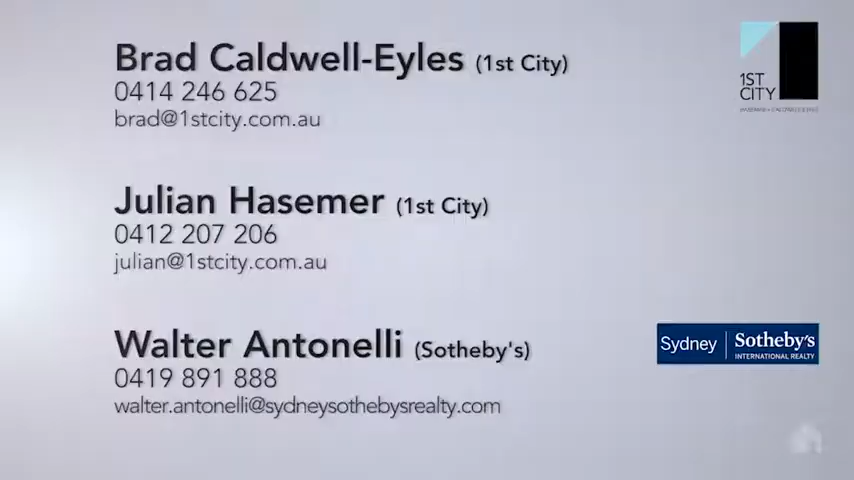 Brad Caldwell-Eyles (1st City)
0414 246 625
brad@1stcity.com.au
1ST
CITY
Julian Hasemer (1st City)
0412 207 206
julian@1stcity.com.au
Walter Antonelli (Sotheby's)
0419 891 888
walter.antonelli@sydneysothebysrealty.com
Sydney
Sotheby's
INTERNATIONAL REALTY